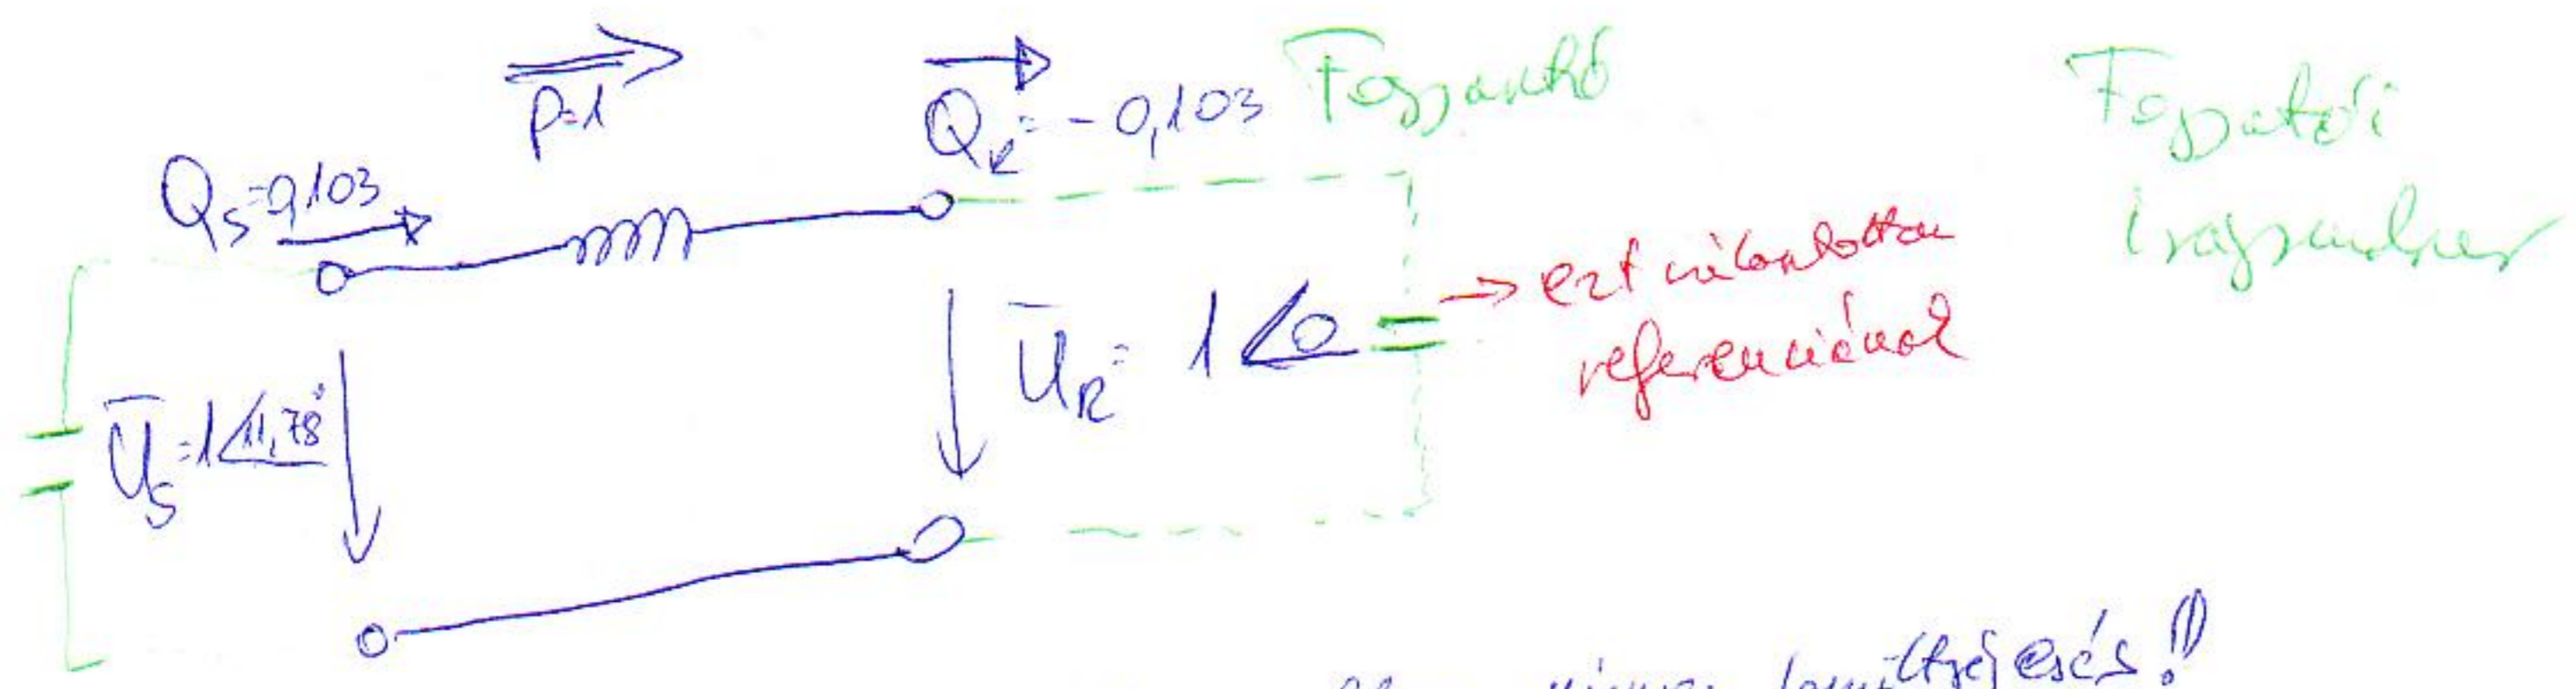 P=1
Q_R = -0,103 Fogyasztó
Fogyasztói
Q_S=0,103
→ ezt választottam
referenciának
Ū_R = 1∠0
Ū_S=1∠11,78°
nincs feszültségesés!!